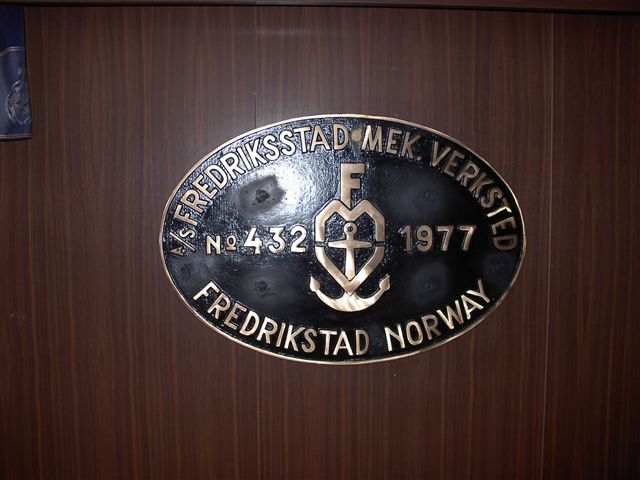 A/S FREDRIKSSTAD MEK. VERKSTED
F
M
No 432 1977
FREDRIKSTAD NORWAY